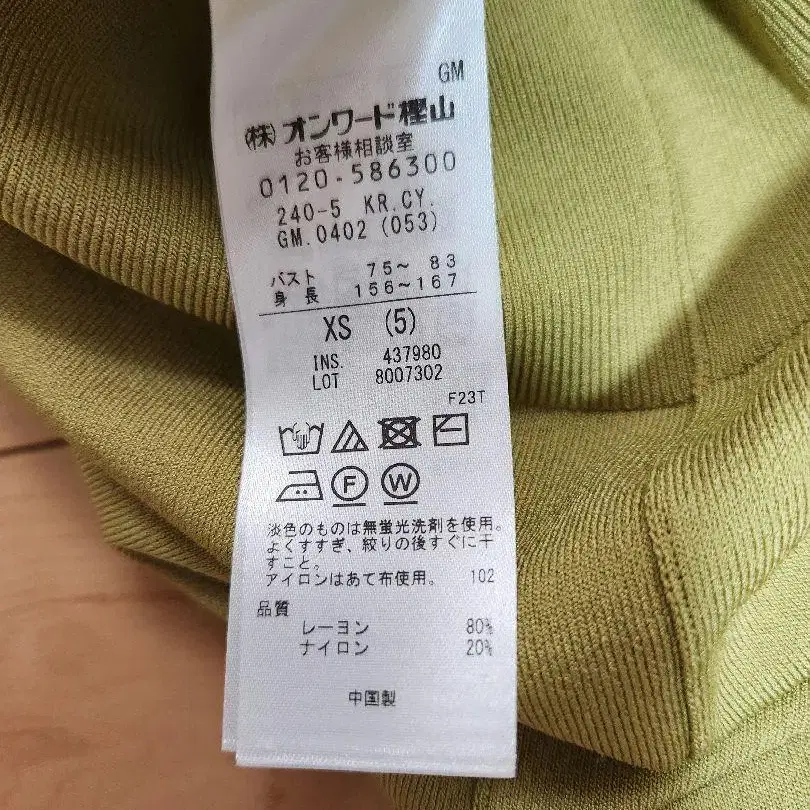 GM
(株)オンワード樫山
お客様相談室
0120-586300
240-5 KR.CY.
GM.0402 (053)
バスト 75~ 83
身長 156~167
XS (5)
INS. 437980
LOT 8007302
F23T
F W
淡色のものは無蛍光洗剤を使用。
よくすすぎ、絞りの後すぐに干
すこと。
アイロンはあて布使用。 102
品質
レーヨン 80%
ナイロン 20%
中国製